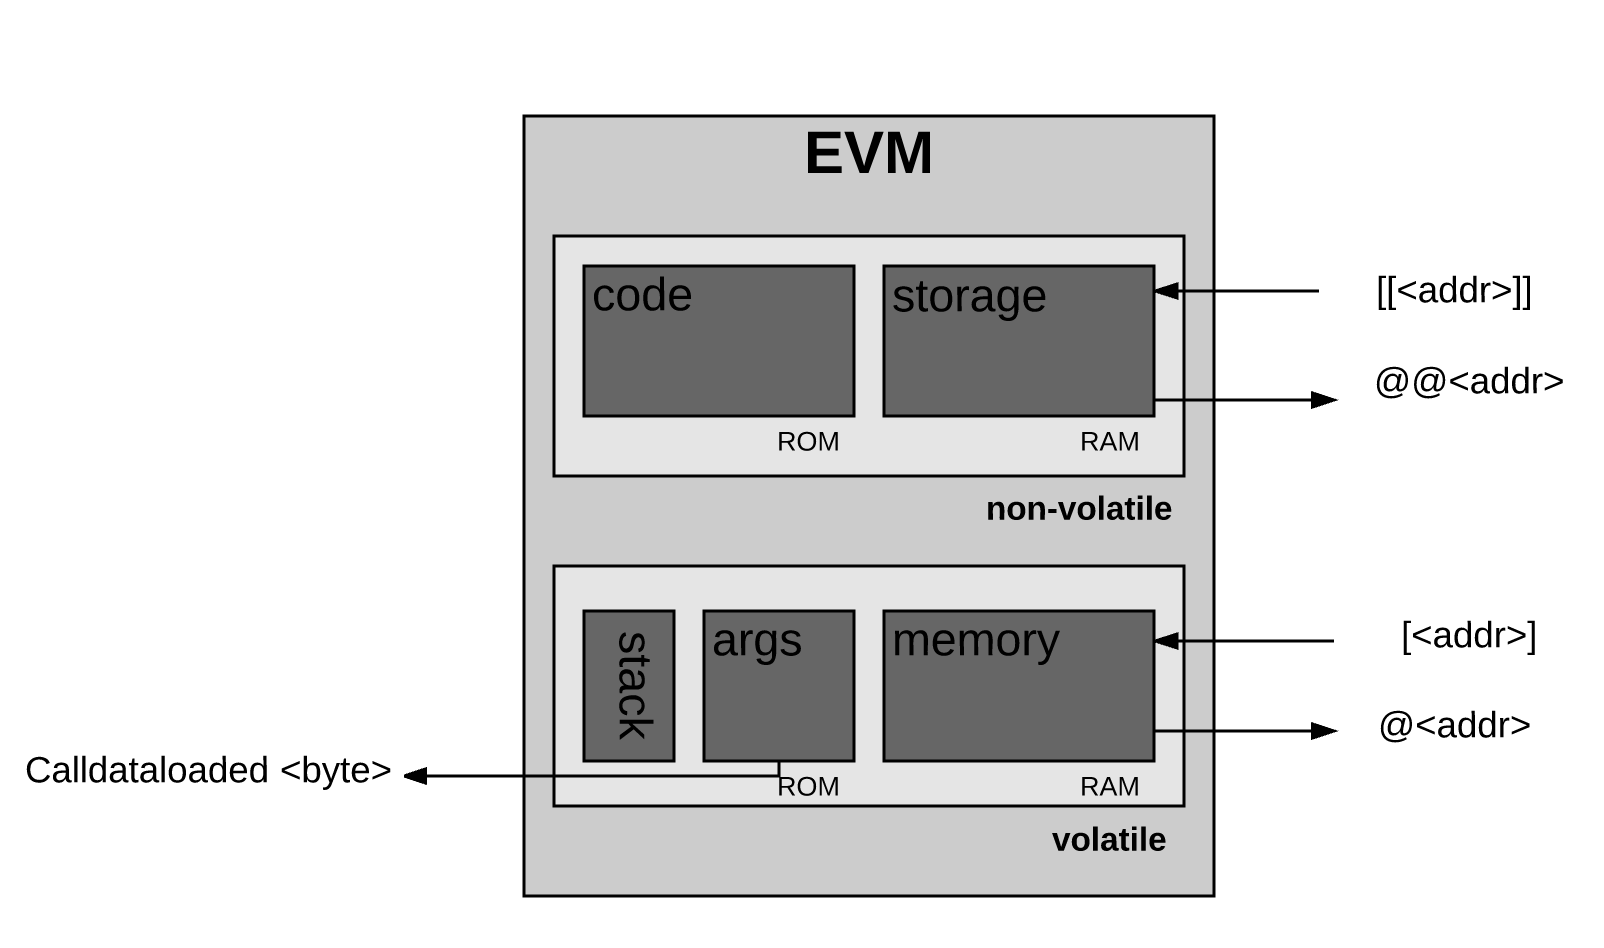 EVM
code
storage
[[<addr>]]
@@<addr>
ROM
RAM
non-volatile
stack
args
memory
[<addr>]
@<addr>
Calldataloaded <byte>
ROM
RAM
volatile